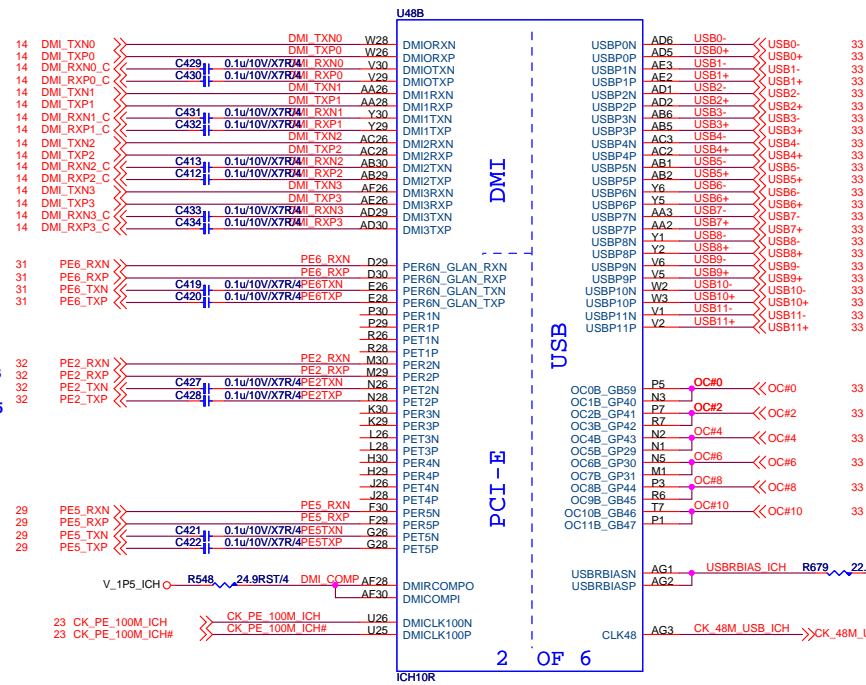 U48B
14 DMI_TXN0 DMI_TXN0 W28 DMIORXN USBP0N AD6 USB0- USB0- 33
14 DMI_TXP0 DMI_TXP0 W26 DMIORXP USBP0P AD5 USB0+ USB0+ 33
14 DMI_RXN0_C C429 0.1u/10V/X7R/4 DMI_RXN0 V30 DMIOTXN USBP1N AE3 USB1- USB1- 33
14 DMI_RXP0_C C430 0.1u/10V/X7R/4 DMI_RXP0 V29 DMIOTXP USBP1P AE2 USB1+ USB1+ 33
14 DMI_TXN1 DMI_TXN1 AA26 DMI1RXN USBP2N AD1 USB2- USB2- 33
14 DMI_TXP1 DMI_TXP1 AA28 DMI1RXP USBP2P AD2 USB2+ USB2+ 33
14 DMI_RXN1_C C431 0.1u/10V/X7R/4 DMI_RXN1 Y30 DMI1TXN USBP3N AB6 USB3- USB3- 33
14 DMI_RXP1_C C432 0.1u/10V/X7R/4 DMI_RXP1 Y29 DMI1TXP USBP3P AB5 USB3+ USB3+ 33
14 DMI_TXN2 DMI_TXN2 AC26 DMI2RXN USBP4N AC3 USB4- USB4- 33
14 DMI_TXP2 DMI_TXP2 AC28 DMI2RXP USBP4P AC2 USB4+ USB4+ 33
14 DMI_RXN2_C C413 0.1u/10V/X7R/4 DMI_RXN2 AB30 DMI2TXN USBP5N AB1 USB5- USB5- 33
14 DMI_RXP2_C C412 0.1u/10V/X7R/4 DMI_RXP2 AB29 DMI2TXP USBP5P AB2 USB5+ USB5+ 33
14 DMI_TXN3 DMI_TXN3 AF26 DMI3RXN USBP6N Y6 USB6- USB6- 33
14 DMI_TXP3 DMI_TXP3 AE26 DMI3RXP USBP6P Y5 USB6+ USB6+ 33
14 DMI_RXN3_C C433 0.1u/10V/X7R/4 DMI_RXN3 AD29 DMI3TXN USBP7N AA3 USB7- USB7- 33
14 DMI_RXP3_C C434 0.1u/10V/X7R/4 DMI_RXP3 AD30 DMI3TXP USBP7P AA2 USB7+ USB7+ 33
DMI
USBP8N Y1 USB8- USB8- 33
USBP8P Y2 USB8+ USB8+ 33
31 PE6_RXN PE6_RXN D29 PER6N_GLAN_RXN USBP9N V6 USB9- USB9- 33
31 PE6_RXP PE6_RXP D30 PER6N_GLAN_RXP USBP9P V5 USB9+ USB9+ 33
31 PE6_TXN C419 0.1u/10V/X7R/4 PE6TXN E26 PER6N_GLAN_TXN USBP10N W2 USB10- USB10- 33
31 PE6_TXP C420 0.1u/10V/X7R/4 PE6TXP E28 PER6N_GLAN_TXP USBP10P W3 USB10+ USB10+ 33
P30 PER1N USBP11N V1 USB11- USB11- 33
P29 PER1P USBP11P V2 USB11+ USB11+ 33
R26 PET1N
R28 PET1P
USB
32 PE2_RXN PE2_RXN M30 PER2N
32 PE2_RXP PE2_RXP M29 PER2P
32 PE2_TXN C427 0.1u/10V/X7R/4 PE2TXN N26 PET2N OC0B_GB59 P5 OC#0 OC#0 33
32 PE2_TXP C428 0.1u/10V/X7R/4 PE2TXP N28 PET2P OC1B_GP40 N3
K30 PER3N OC2B_GP41 P7 OC#2 OC#2 33
K29 PER3P OC3B_GP42 R7
L26 PET3N OC4B_GP43 N2 OC#4 OC#4 33
L28 PET3P OC5B_GP29 N1
H30 PER4N OC6B_GP30 N5 OC#6 OC#6 33
H29 PER4P OC7B_GP31 M1
J26 PET4N OC8B_GP44 P3 OC#8 OC#8 33
J28 PET4P OC9B_GP45 R6
29 PE5_RXN PE5_RXN F30 PER5N OC10B_GB46 T7 OC#10 OC#10 33
29 PE5_RXP PE5_RXP F29 PER5P OC11B_GB47 P1
29 PE5_TXN C421 0.1u/10V/X7R/4 PE5TXN G26 PET5N
29 PE5_TXP C422 0.1u/10V/X7R/4 PE5TXP G28 PET5P
PCI-E
V_1P5_ICH R548 24.9RST/4 DMI_COMP AF28 DMIRCOMPO USBRBIASN AG1 USBRBIAS_ICH R679 22.
AF30 DMICOMPI USBRBIASP AG2
23 CK_PE_100M_ICH CK_PE_100M_ICH U26 DMICLK100N
23 CK_PE_100M_ICH# CK_PE_100M_ICH# U25 DMICLK100P CLK48 AG3 CK_48M_USB_ICH CK_48M_U
2 OF 6
ICH10R